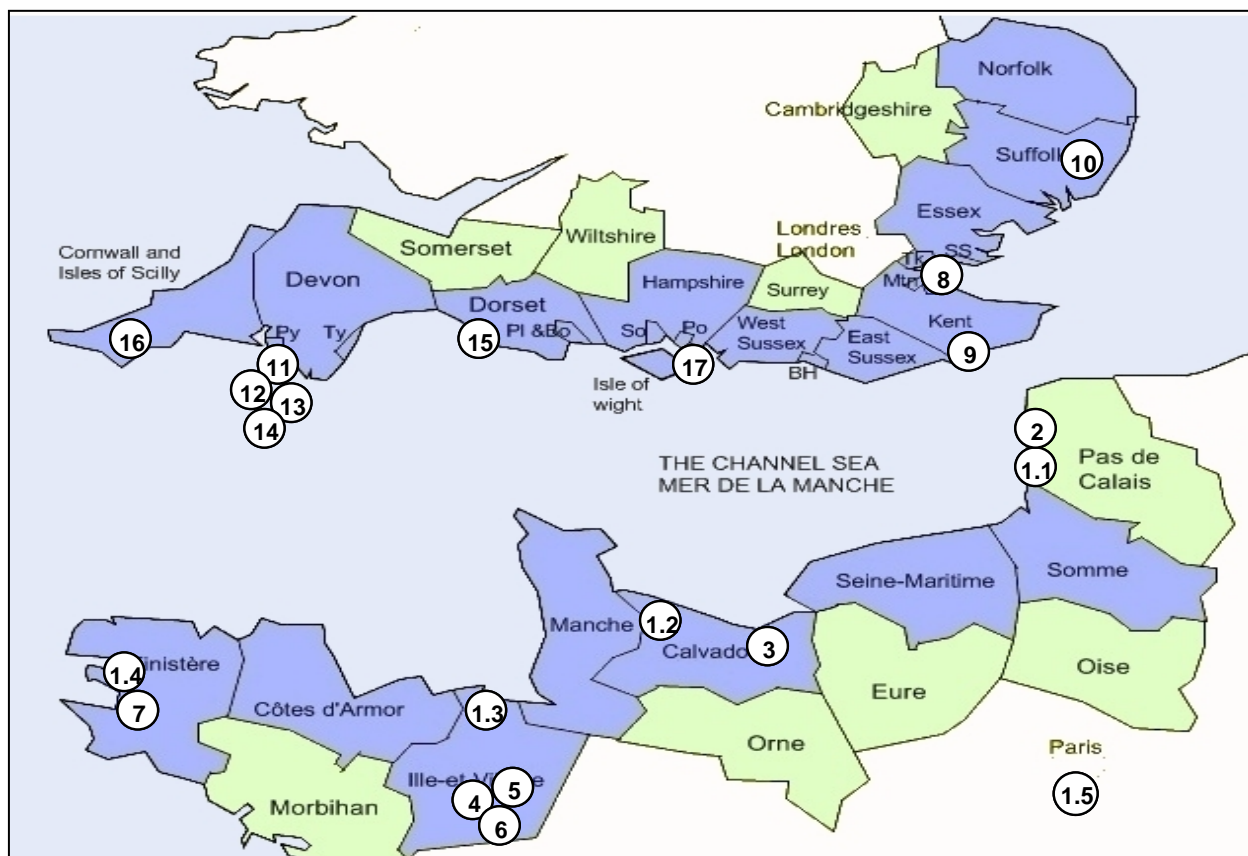 Norfolk
Cambridgeshire
Suffolk
10
Essex
Londres
London
SS
Tk
8
Mtn
Cornwall and
Isles of Scilly
Somerset
Wiltshire
Devon
Hampshire
Surrey
Dorset
Kent
Py
Ty
Pl &Bo
So
Po
West
Sussex
East
Sussex
16
15
9
11
17
BH
Isle of
wight
12
13
14
2
THE CHANNEL SEA
MER DE LA MANCHE
1.1
Pas de
Calais
Seine-Maritime
Somme
Manche
1.2
Calvado
3
1.4
inistère
Oise
Eure
7
Côtes d'Armor
1.3
Orne
Paris
Ille-et-Vi
ne
5
1.5
Morbihan
4
6